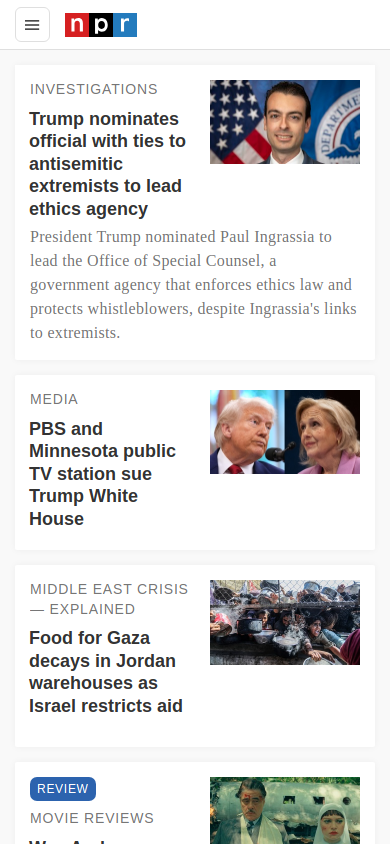 npr
INVESTIGATIONS
Trump nominates
official with ties to
antisemitic
extremists to lead
ethics agency
President Trump nominated Paul Ingrassia to
lead the Office of Special Counsel, a
government agency that enforces ethics law and
protects whistleblowers, despite Ingrassia's links
to extremists.
MEDIA
PBS and
Minnesota public
TV station sue
Trump White
House
MIDDLE EAST CRISIS
— EXPLAINED
Food for Gaza
decays in Jordan
warehouses as
Israel restricts aid
REVIEW
MOVIE REVIEWS